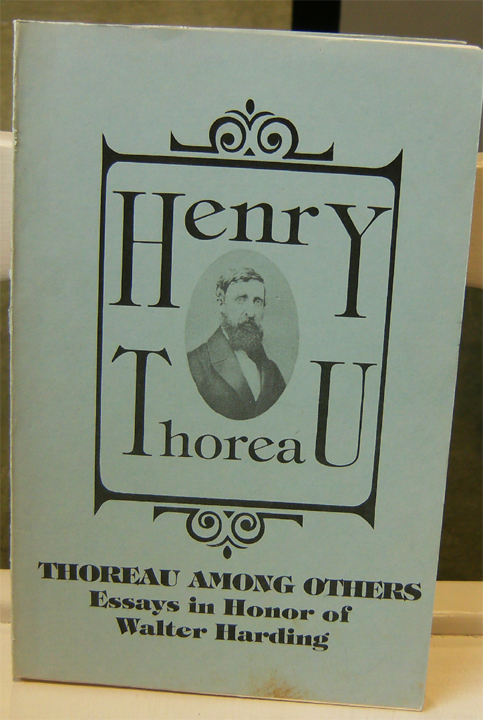 HenrY
ThoreaU
THOREAU AMONG OTHERS
Essays in Honor of
Walter Harding